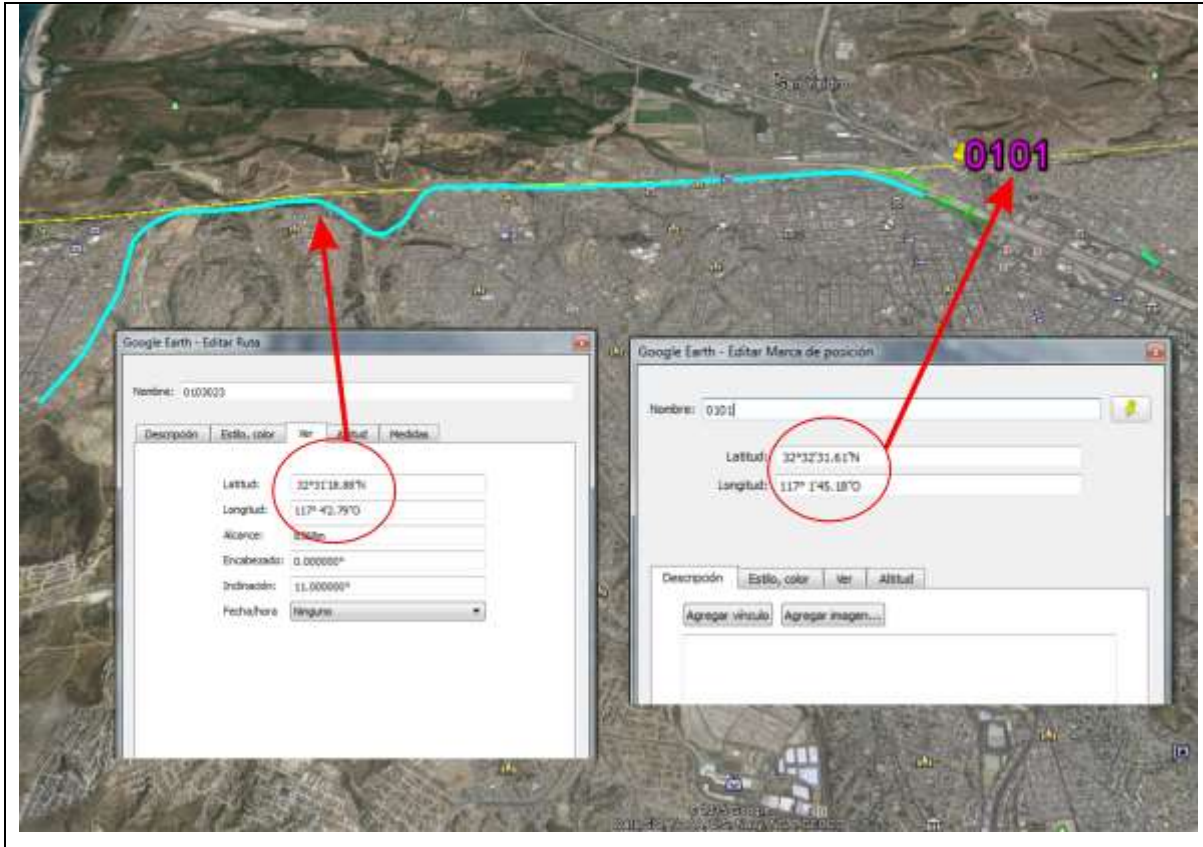 San Ysidro
0101
Google Earth - Editar Ruta
Nombre: 0103023
Descripción Estilo, color Ver Altitud Medidas
Latitud: 32°31'18.88"N
Longitud: 117° 4'2.79"O
Alcance:
Encabezado: 0.000000°
Inclinación: 11.000000°
Fecha/hora Ninguno
Google Earth - Editar Marca de posición
Nombre: 0101
Latitud: 32°32'31.61"N
Longitud: 117° 1'45.18"O
Descripción Estilo, color Ver Altitud
Agregar vínculo Agregar imagen...